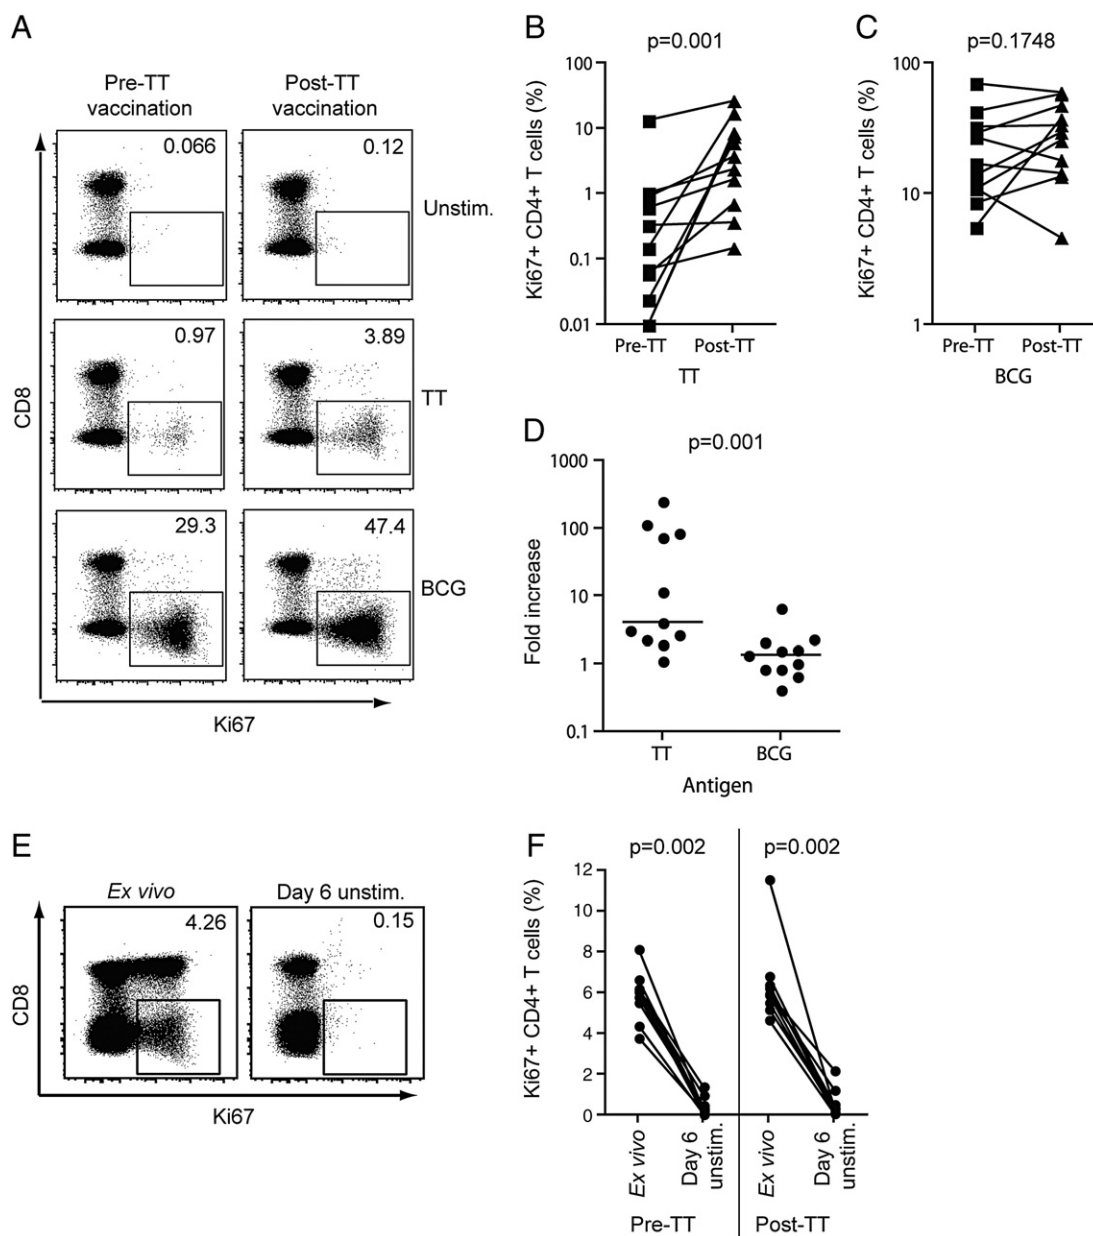 A
Pre-TT vaccination
Post-TT vaccination
0.066
0.12
Unstim.
0.97
3.89
TT
29.3
47.4
BCG
CD8
Ki67
B
p=0.001
Ki67+ CD4+ T cells (%)
100
10
1
0.1
0.01
Pre-TT
Post-TT
TT
C
p=0.1748
Ki67+ CD4+ T cells (%)
100
10
1
Pre-TT
Post-TT
BCG
D
p=0.001
Fold increase
1000
100
10
1
0.1
TT
BCG
Antigen
E
Ex vivo
Day 6 unstim.
4.26
0.15
CD8
Ki67
F
p=0.002
p=0.002
Ki67+ CD4+ T cells (%)
12
10
8
6
4
2
0
Ex vivo
Day 6 unstim.
Ex vivo
Day 6 unstim.
Pre-TT
Post-TT